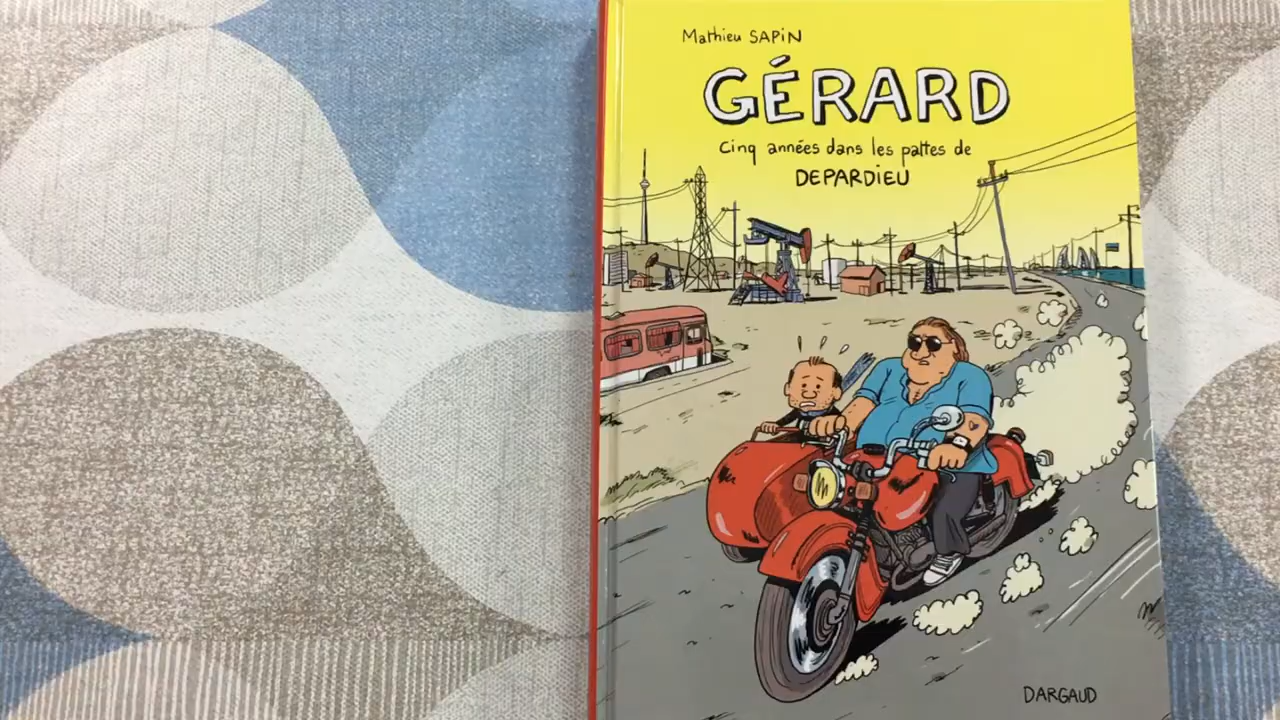 Mathieu SAPiN
GÉRARD
Cinq années dans les pattes de
DEPARDiEU
DARGAUD